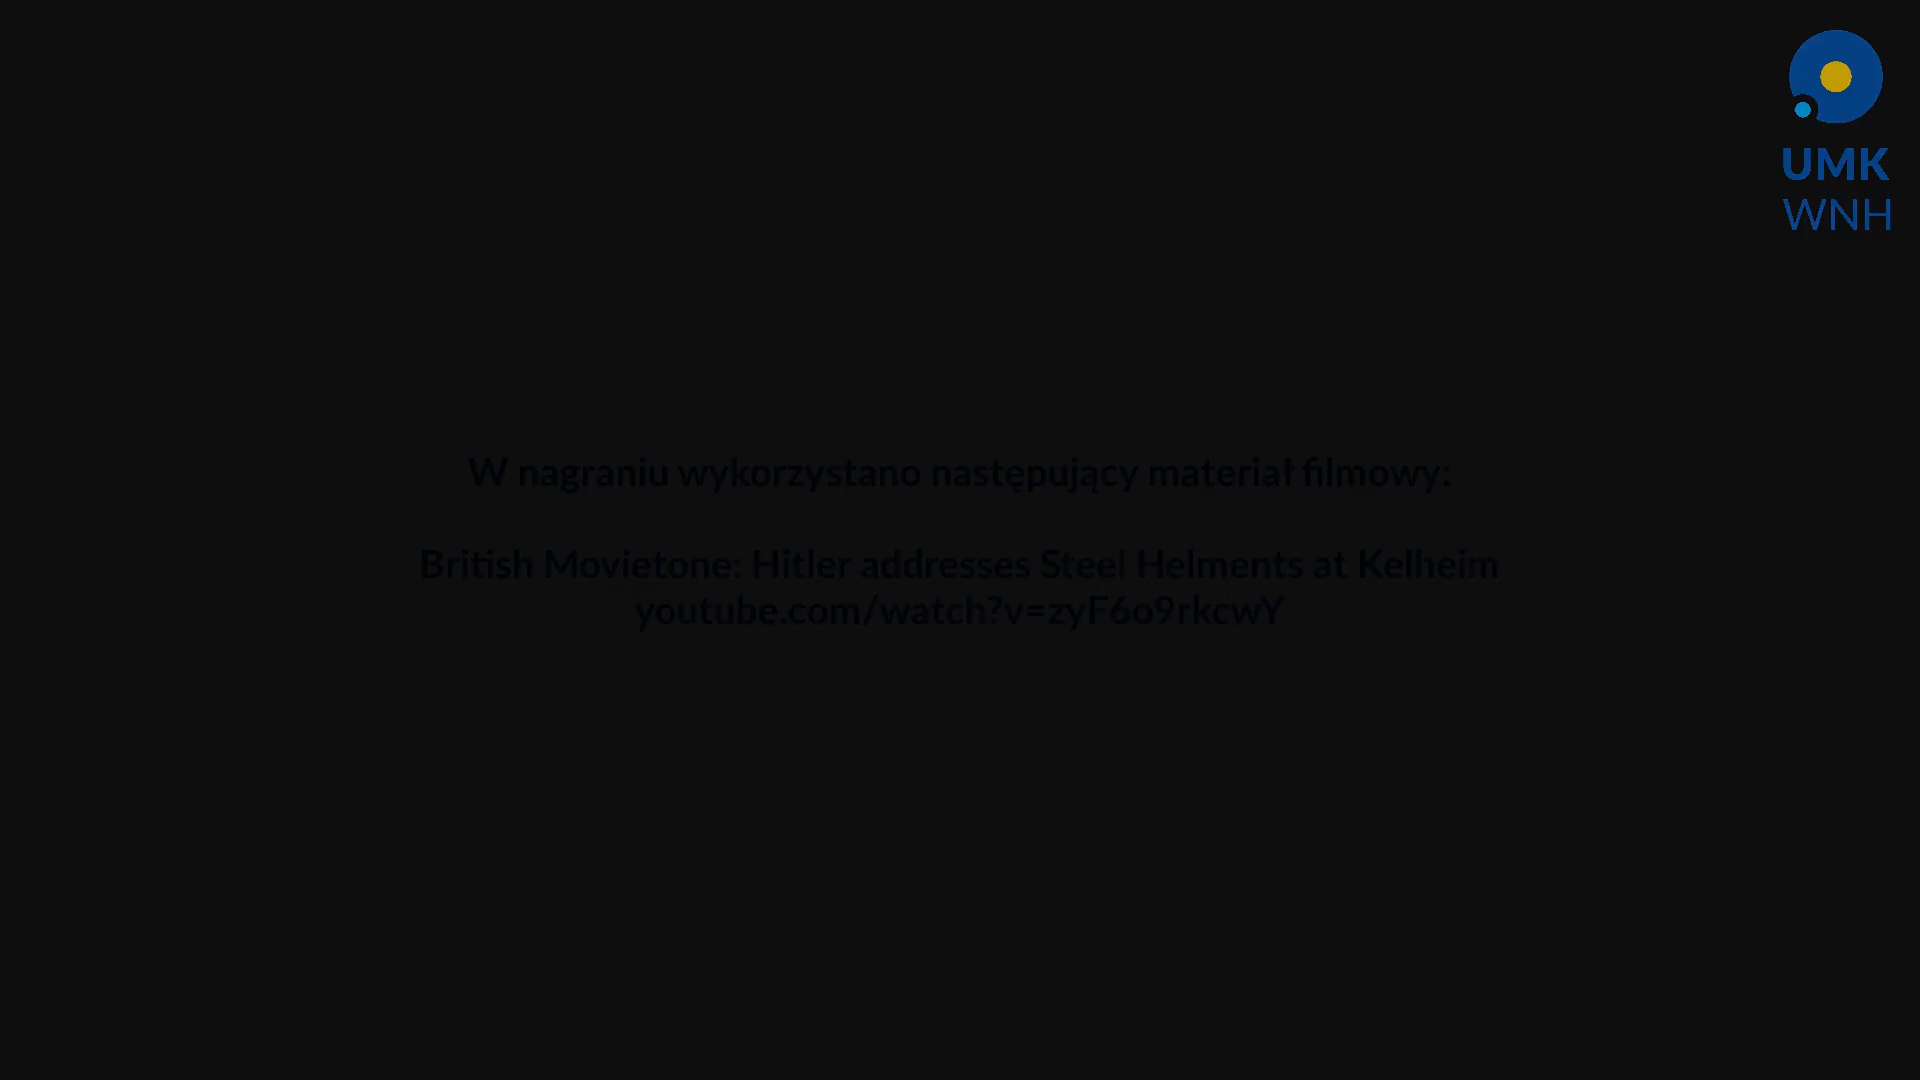 UMK
WNH
W nagraniu wykorzystano następujący materiał filmowy:
British Movietone: Hitler addresses Steel Helments at Kelheim
youtube.com/watch?v=zyF6o9rkcwY